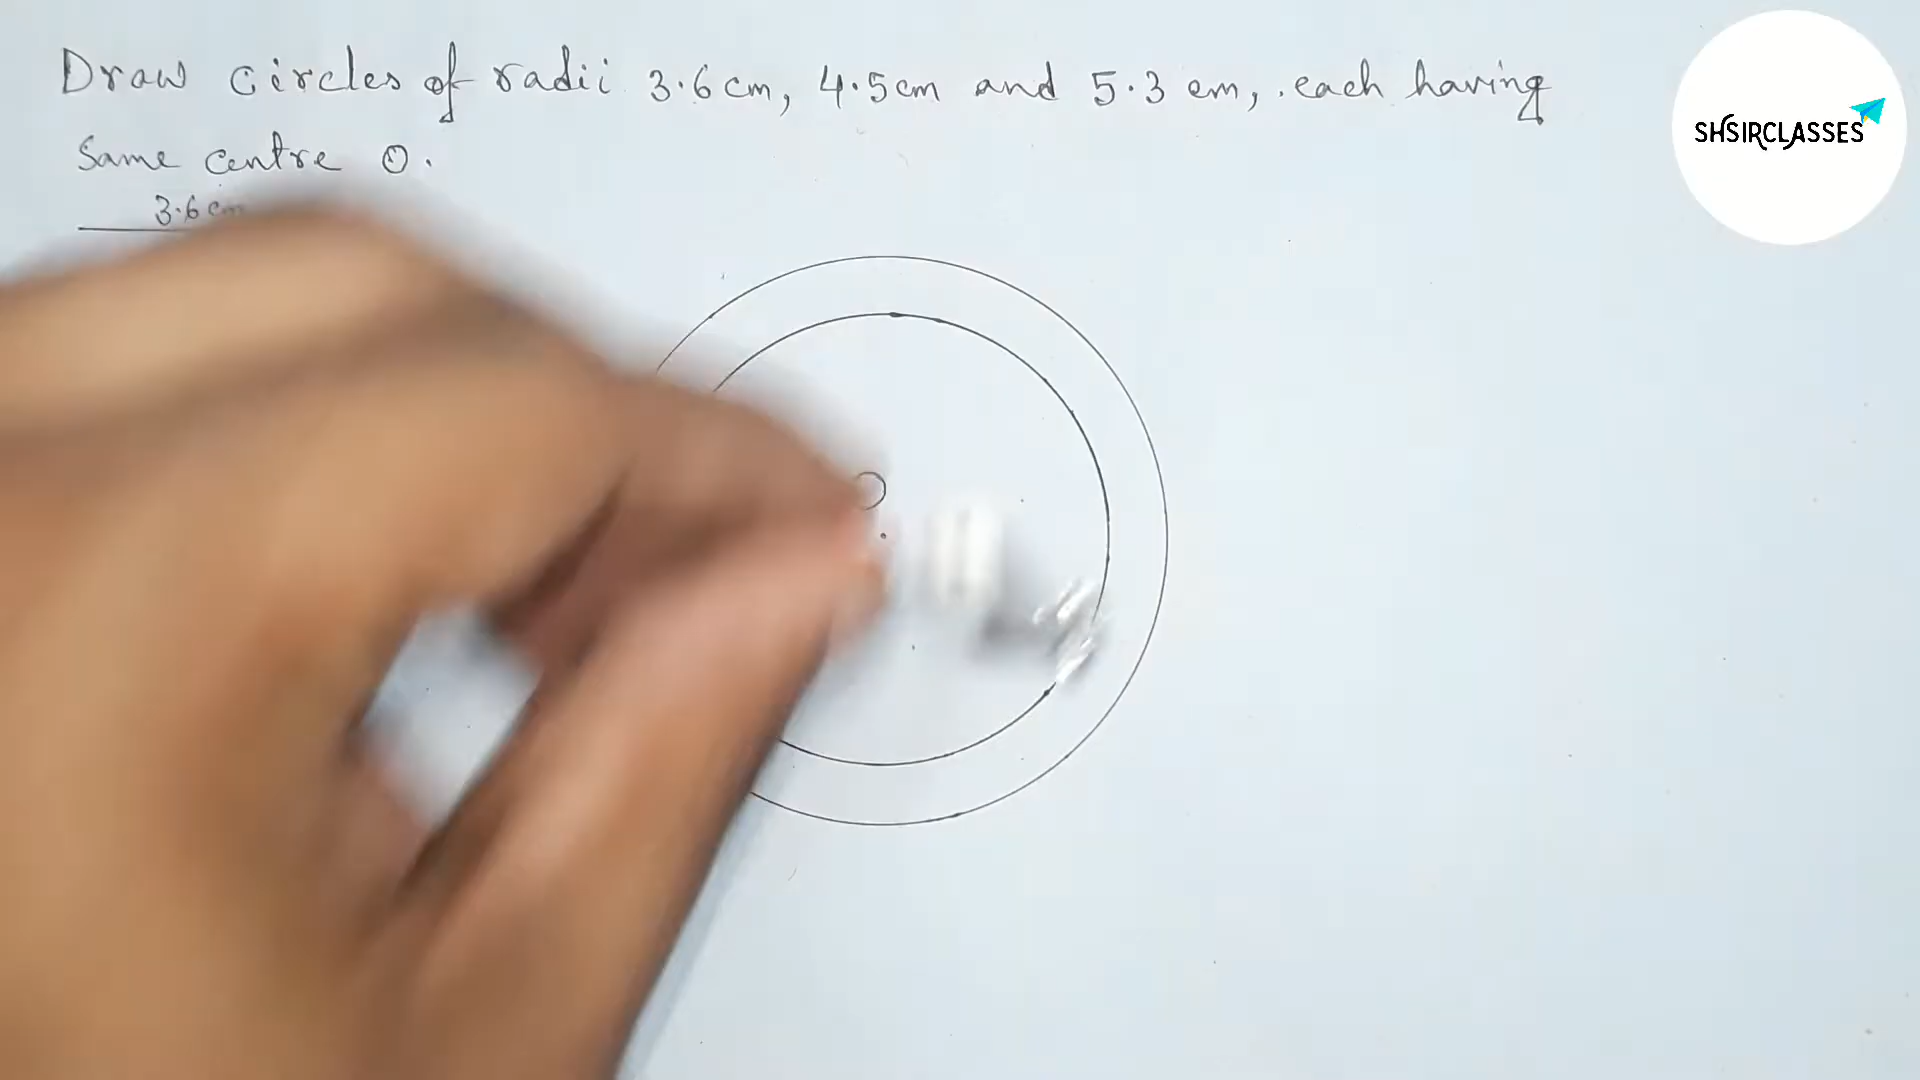 Draw circles of radii 3.6 cm, 4.5 cm and 5.3 cm, each having
same centre O.
3.6 cm
O
SHSIRCLASSES